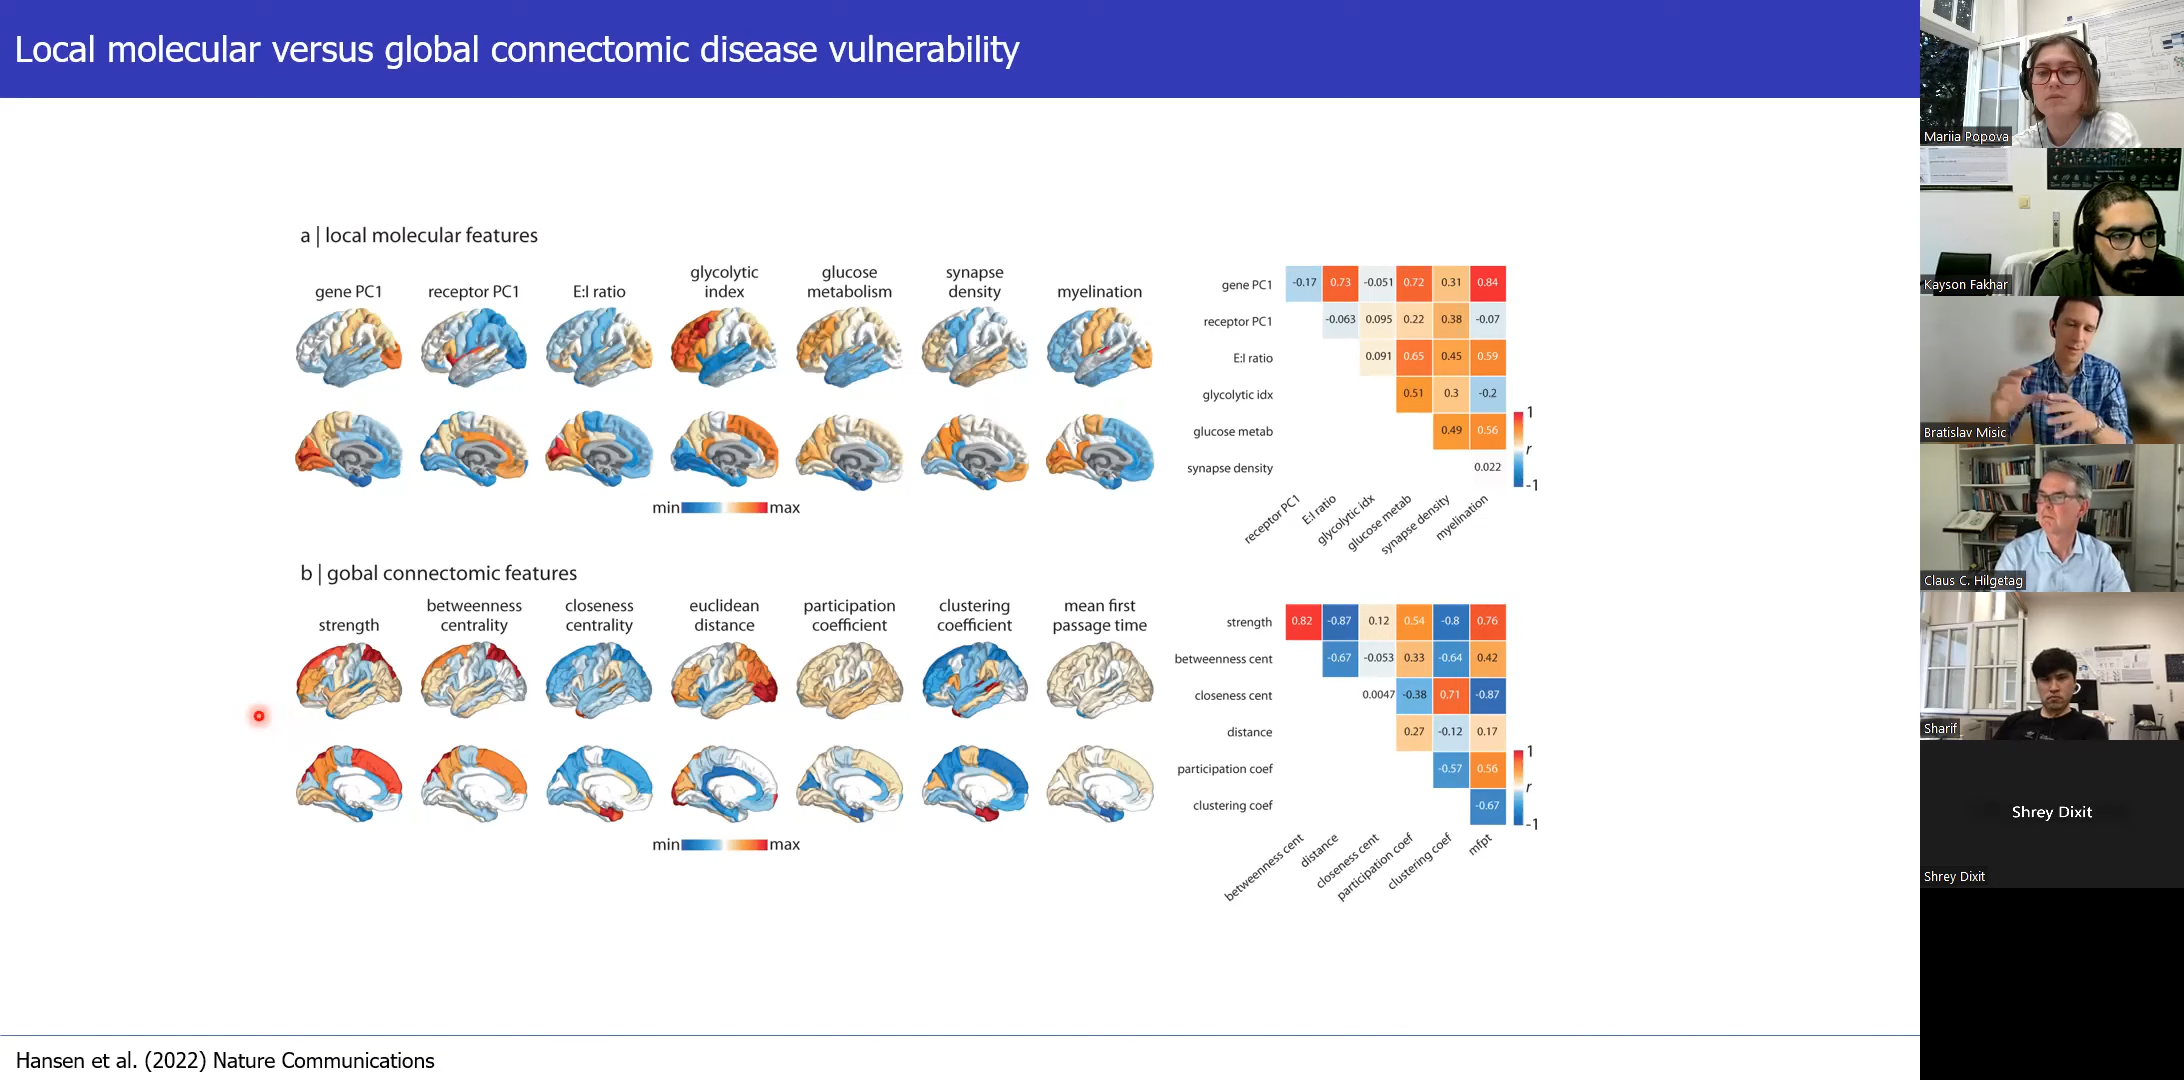 Local molecular versus global connectomic disease vulnerability
a | local molecular features
gene PC1
receptor PC1
E:I ratio
glycolytic
index
glucose
metabolism
synapse
density
myelination
min
max
gene PC1 -0.17 0.73 -0.051 0.72 0.31 0.84
receptor PC1 -0.063 0.095 0.22 0.38 -0.07
E:I ratio 0.091 0.65 0.45 0.59
glycolytic idx 0.51 0.3 -0.2
glucose metab 0.49 0.56
synapse density 0.022
receptor PC1
E:I ratio
glycolytic idx
glucose metab
synapse density
myelination
1
r
-1
b | gobal connectomic features
strength
betweenness
centrality
closeness
centrality
euclidean
distance
participation
coefficient
clustering
coefficient
mean first
passage time
min
max
strength 0.82 -0.87 0.12 0.54 -0.8 0.76
betweenness cent -0.67 -0.053 0.33 -0.64 0.42
closeness cent 0.0047 -0.38 0.71 -0.87
distance 0.27 -0.12 0.17
participation coef -0.57 0.56
clustering coef -0.67
betweenness cent
distance
closeness cent
participation coef
clustering coef
mfpt
1
r
-1
Hansen et al. (2022) Nature Communications
Mariia Popova
Kayson Fakhar
Bratislav Misic
Claus C. Hilgetag
Sharif
Shrey Dixit
Shrey Dixit